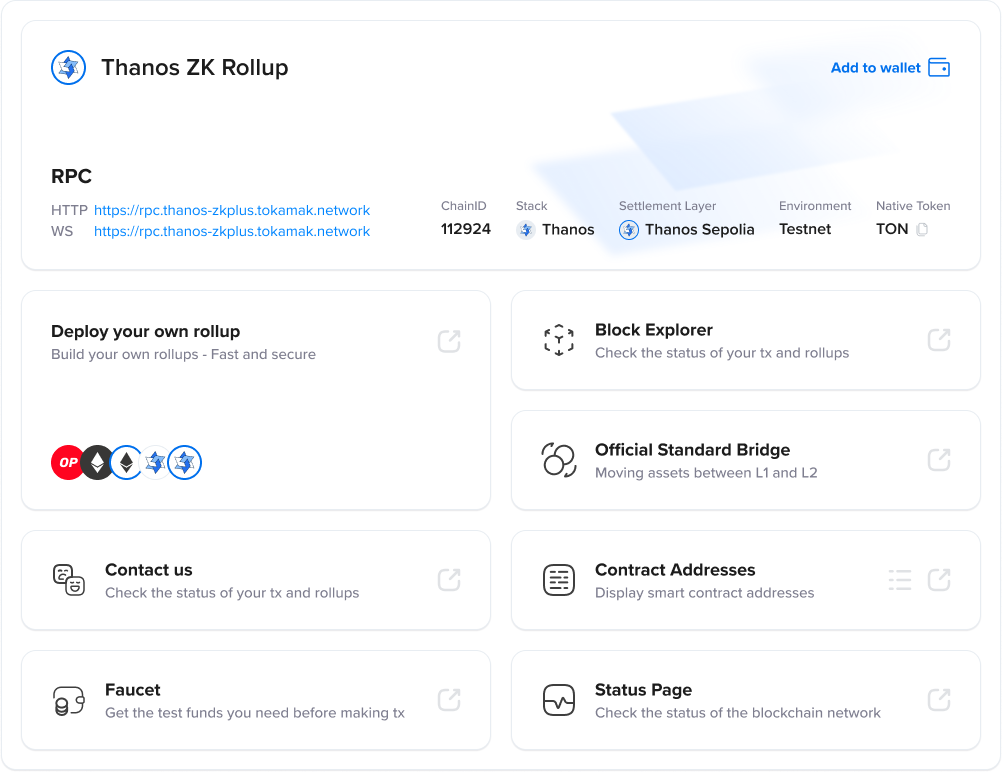 Thanos ZK Rollup
Add to wallet
RPC
HTTP https://rpc.thanos-zkplus.tokamak.network
WS https://rpc.thanos-zkplus.tokamak.network
ChainID
112924
Stack
Thanos
Settlement Layer
Thanos Sepolia
Environment
Testnet
Native Token
TON
Deploy your own rollup
Build your own rollups - Fast and secure
OP
Block Explorer
Check the status of your tx and rollups
Official Standard Bridge
Moving assets between L1 and L2
Contact us
Check the status of your tx and rollups
Contract Addresses
Display smart contract addresses
Faucet
Get the test funds you need before making tx
Status Page
Check the status of the blockchain network